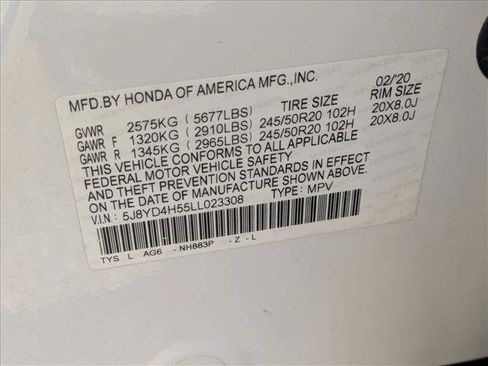 MFD.BY HONDA OF AMERICA MFG.,INC. 02/'20
TIRE SIZE RIM SIZE
GVWR 2575KG ( 5677LBS)
GAWR F 1320KG ( 2910LBS) 245/50R20 102H 20X8.0J
GAWR R 1345KG ( 2965LBS) 245/50R20 102H 20X8.0J
THIS VEHICLE CONFORMS TO ALL APPLICABLE
FEDERAL MOTOR VEHICLE SAFETY
AND THEFT PREVENTION STANDARDS IN EFFECT
ON THE DATE OF MANUFACTURE SHOWN ABOVE.
V.I.N.: 5J8YD4H55LL023308 TYPE: MPV
TYS L AG6 -NH883P -Z-L